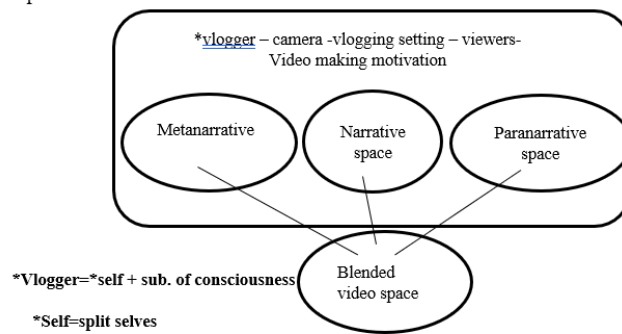 *vlogger – camera -vlogging setting – viewers-
Video making motivation
Metanarrative
Narrative
space
Paranarrative
space
Blended
video space
*Vlogger=*self + sub. of consciousness
*Self=split selves